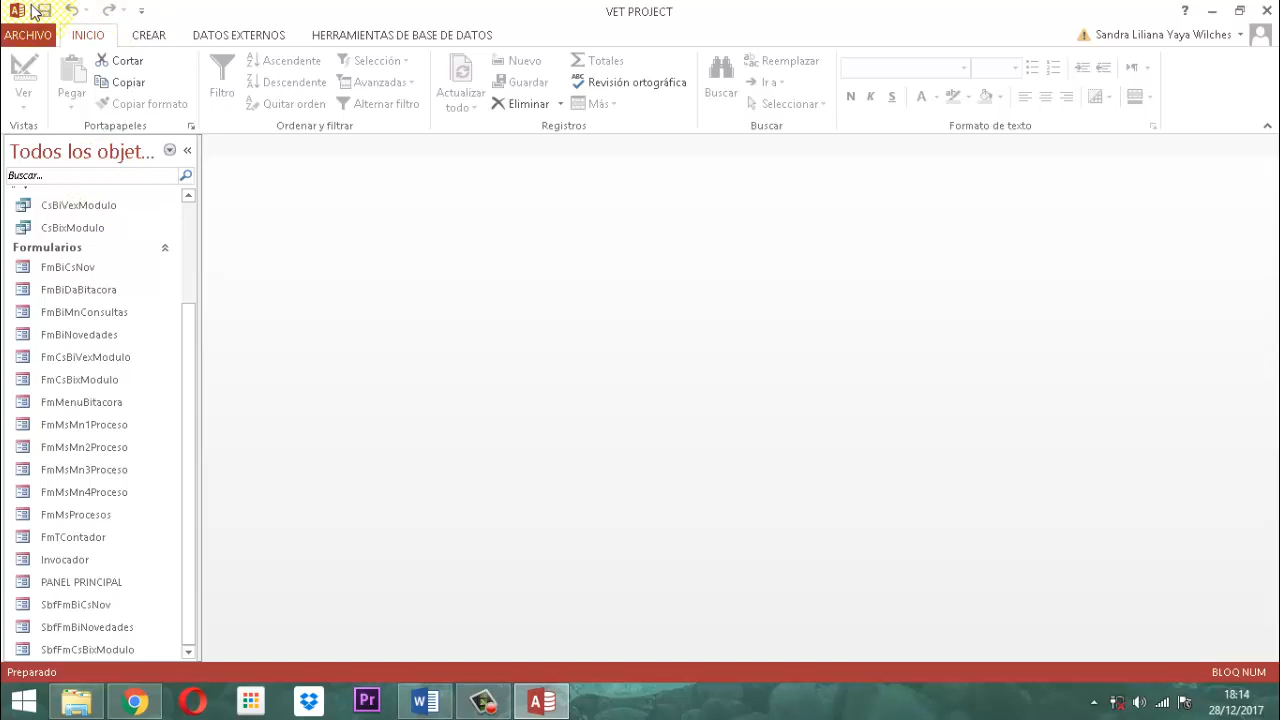 VET PROJECT
?
ARCHIVO INICIO CREAR DATOS EXTERNOS HERRAMIENTAS DE BASE DE DATOS Sandra Liliana Yaya Wilches
Ver
Vistas
Pegar
Cortar
Copiar
Copiar formato
Portapapeles
Filtro
Ascendente
Descendente
Quitar orden
Selección
Avanzadas
Alternar filtro
Ordenar y filtrar
Actualizar
todo
Nuevo
Guardar
Eliminar
Totales
Revisión ortográfica
Más
Registros
Buscar
Reemplazar
Ira
Seleccionar
Buscar
N K S A
Formato de texto
Todos los objet...
Buscar...
CsBiVexModulo
CsBixModulo
Formularios
FmBiCsNov
FmBiDaBitacora
FmBiMnConsultas
FmBiNovedades
FmCsBiVexModulo
FmCsBixModulo
FmMenuBitacora
FmMsMn1Proceso
FmMsMn2Proceso
FmMsMn3Proceso
FmMsMn4Proceso
FmMsProcesos
FmTContador
Invocador
PANEL PRINCIPAL
SbfFmBiCsNov
SbfFmBiNovedades
SbfFmCsBixModulo
Preparado BLOQ NUM
Pr
18:14
28/12/2017